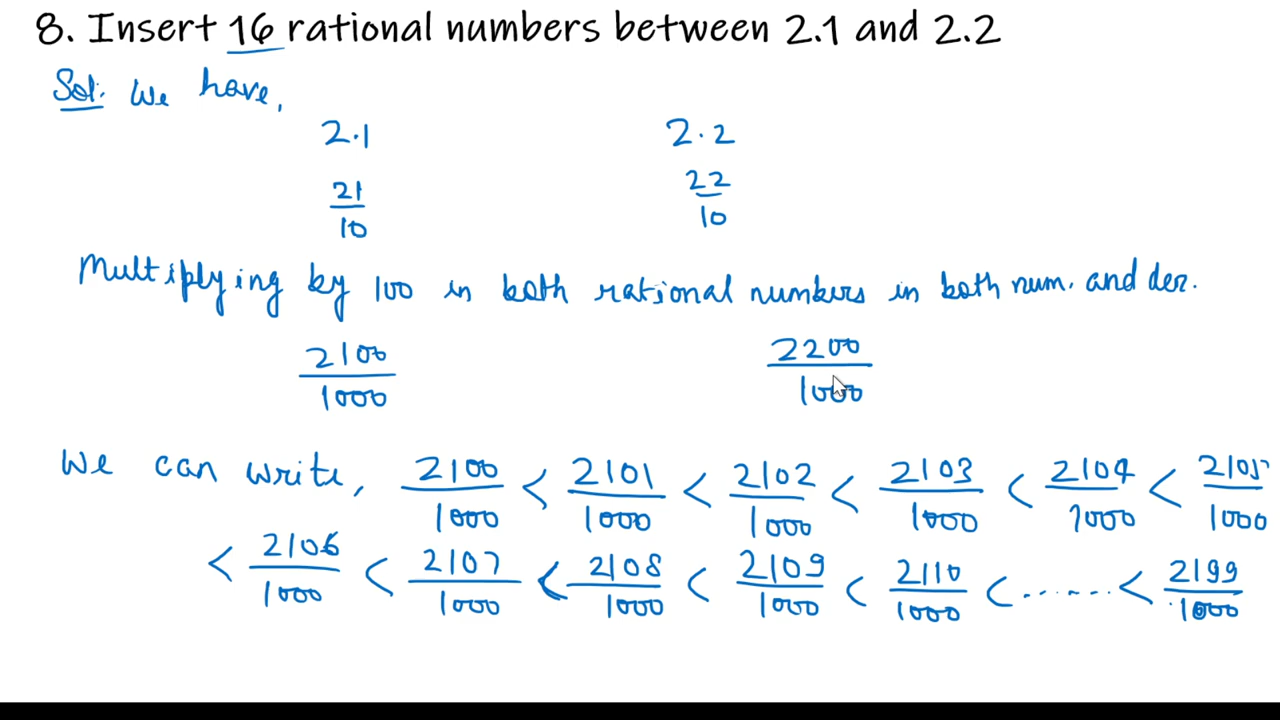 8. Insert 16 rational numbers between 2.1 and 2.2
Sol: We have,
2.1 2.2
21/10 22/10
Multiplying by 100 in both rational numbers in both num. and den.
2100/1000 2200/1000
We can write, 2100/1000 < 2101/1000 < 2102/1000 < 2103/1000 < 2104/1000 < 2105/1000
< 2106/1000 < 2107/1000 < 2108/1000 < 2109/1000 < 2110/1000 < ...... < 2199/1000